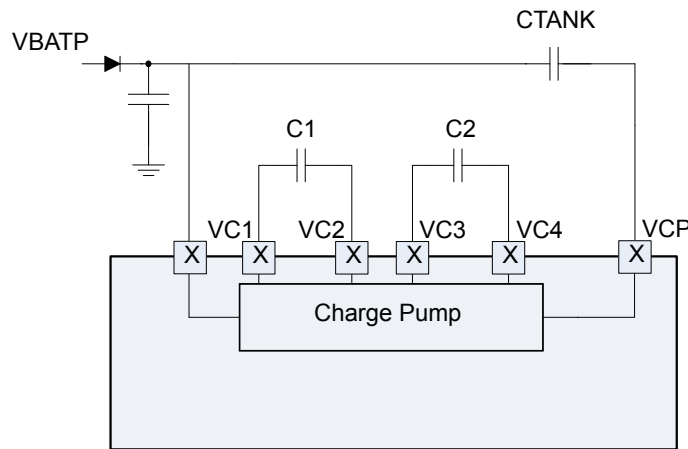 CTANK
VBATP
C1 C2
VC1 VC2 VC3 VC4 VCP
X X X X X X
Charge Pump